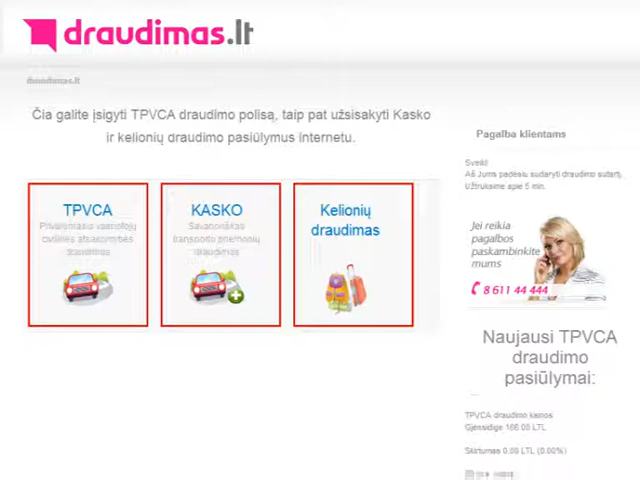 draudimas.lt
draudimas.lt
Čia galite įsigyti TPVCA draudimo polisą, taip pat užsisakyti Kasko
ir kelionių draudimo pasiūlymus internetu.
TPVCA
Privalomasis vairuotojų
civilinės atsakomybės
draudimas
KASKO
Savanoriškas
transporto priemonių
draudimas
Kelionių
draudimas
Pagalba klientams
Sveiki!
Aš Jums padėsiu sudaryti draudimo sutartį.
Užtruksime apie 5 min.
Jei reikia
pagalbos
paskambinkite
mums
8 611 44 444
Naujausi TPVCA
draudimo
pasiūlymai:
TPVCA draudimo kainos
Gjensidige 166.00 LTL
Skirtumas 0.00 LTL (0.00%)